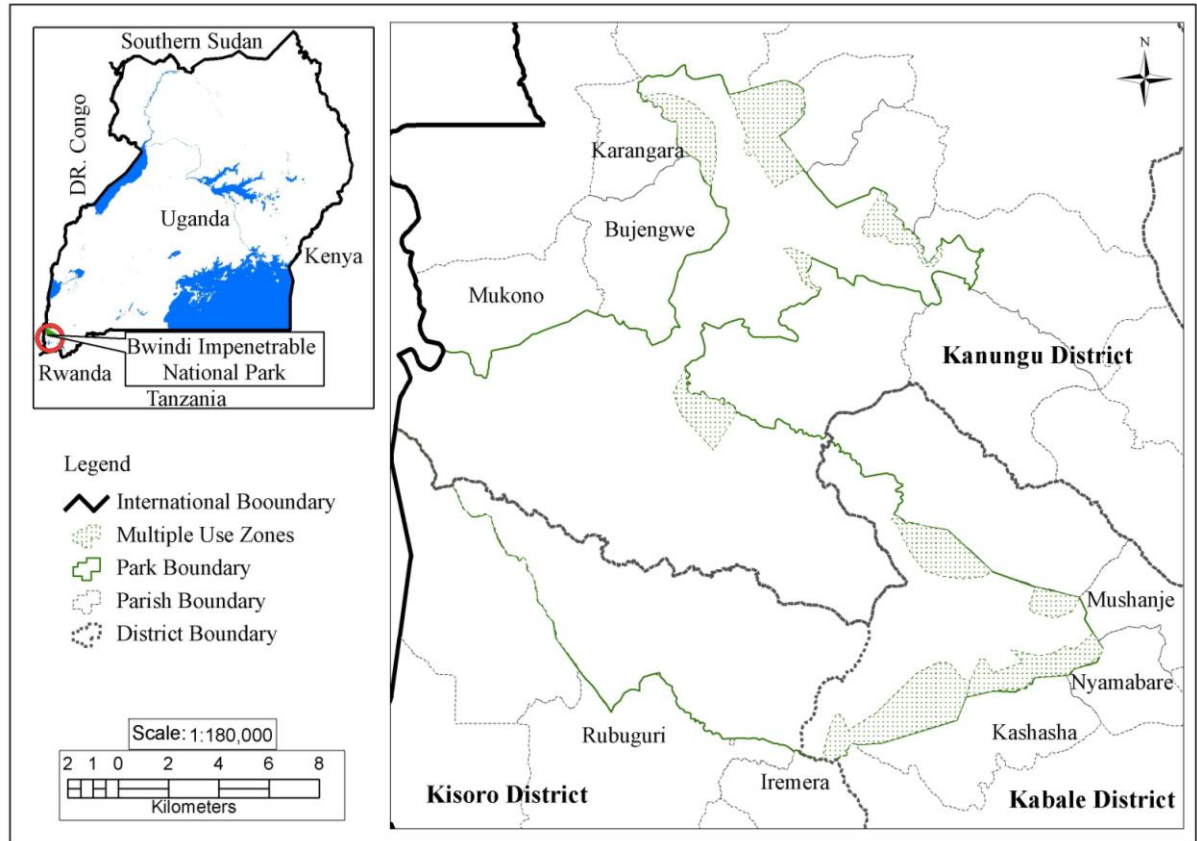 Southern Sudan
DR. Congo
Uganda
Kenya
Bwindi Impenetrable
National Park
Rwanda
Tanzania
Legend
International Booundary
Multiple Use Zones
Park Boundary
Parish Boundary
District Boundary
Scale: 1:180,000
2 1 0 2 4 6 8
Kilometers
N
Karangara
Bujengwe
Mukono
Kanungu District
Mushanje
Nyamabare
Kashasha
Rubuguri
Iremera
Kisoro District
Kabale District